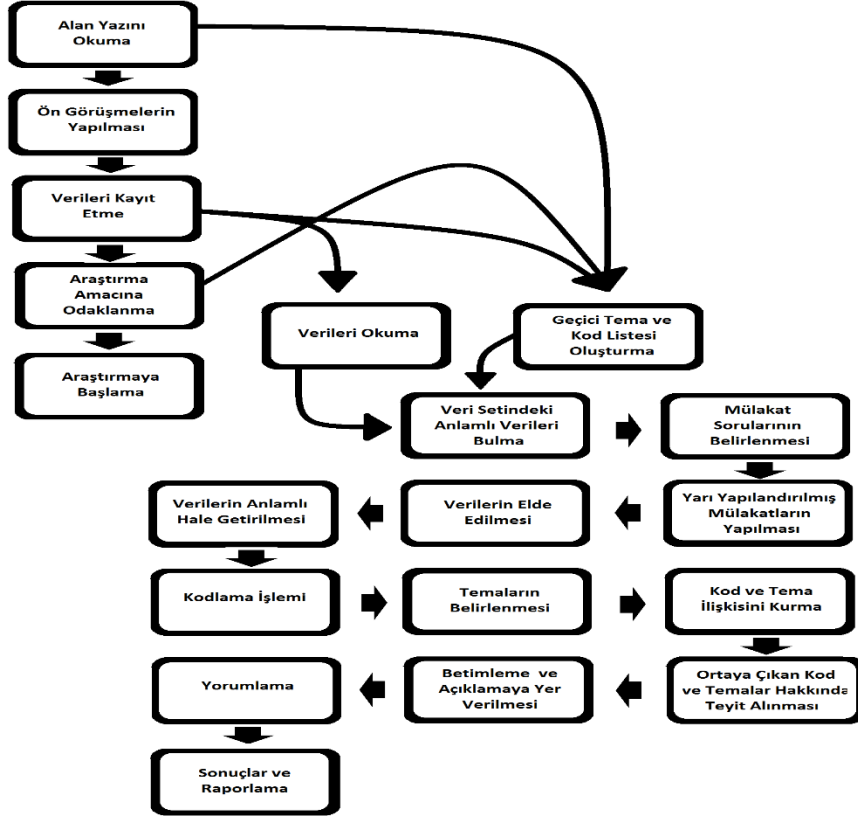 Alan Yazını
Okuma
Ön Görüşmelerin
Yapılması
Verileri Kayıt
Etme
Araştırma
Amacına
Odaklanma
Araştırmaya
Başlama
Verileri Okuma
Geçici Tema ve
Kod Listesi
Oluşturma
Veri Setindeki
Anlamlı Verileri
Bulma
Mülakat
Sorularının
Belirlenmesi
Yarı Yapılandırılmış
Mülakatların
Yapılması
Verilerin Elde
Edilmesi
Verilerin Anlamlı
Hale Getirilmesi
Kodlama İşlemi
Temaların
Belirlenmesi
Kod ve Tema
İlişkisini Kurma
Ortaya Çıkan Kod
ve Temalar Hakkında
Teyit Alınması
Betimleme ve
Açıklamaya Yer
Verilmesi
Yorumlama
Sonuçlar ve
Raporlama